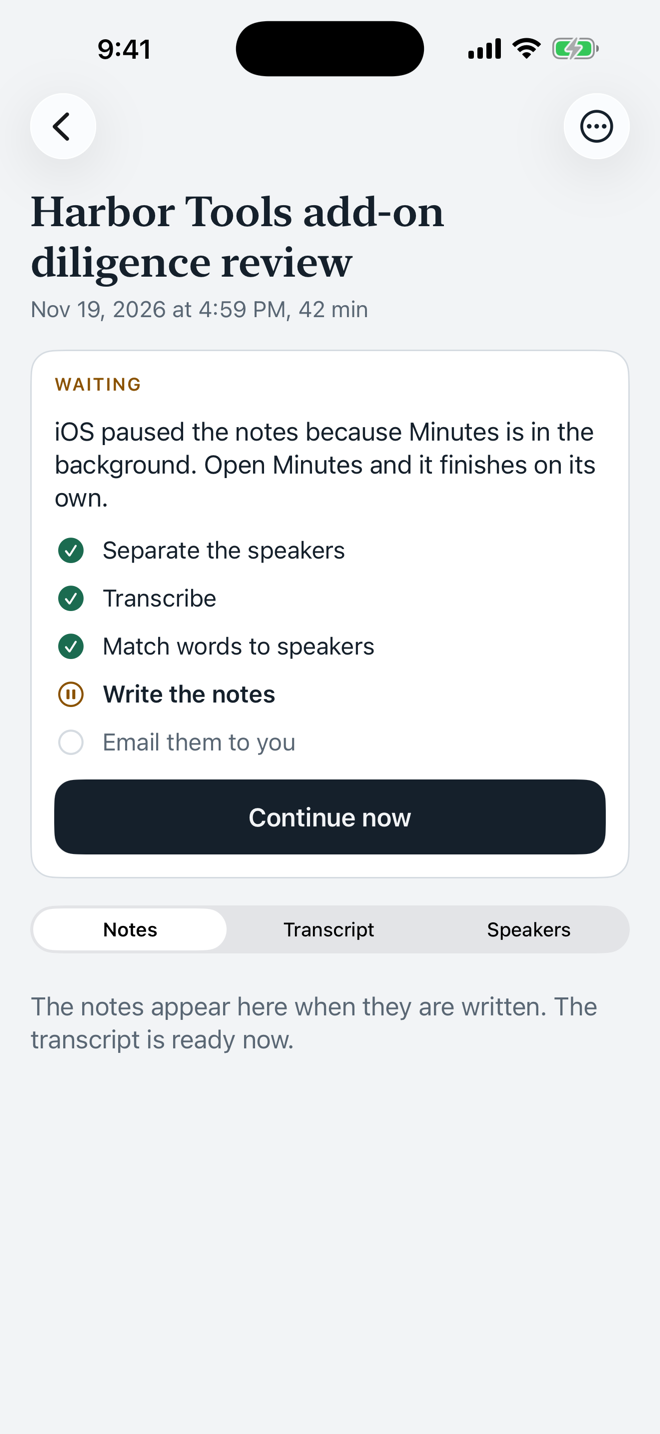 9:41
Harbor Tools add-on
diligence review
Nov 19, 2026 at 4:59 PM, 42 min
WAITING
iOS paused the notes because Minutes is in the
background. Open Minutes and it finishes on its
own.
Separate the speakers
Transcribe
Match words to speakers
Write the notes
Email them to you
Continue now
Notes Transcript Speakers
The notes appear here when they are written. The
transcript is ready now.